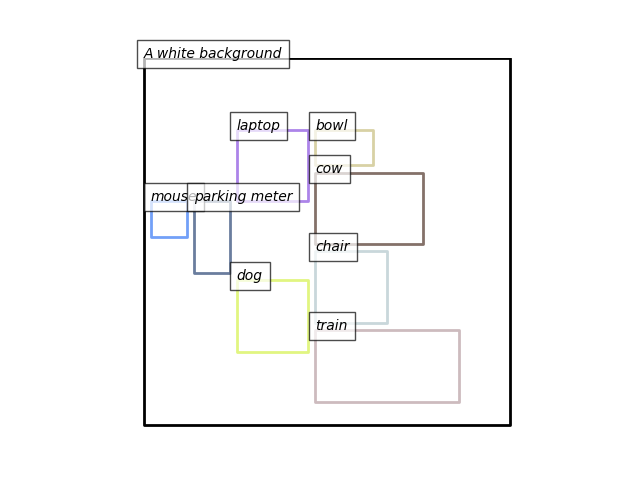 A white background
laptop
bowl
cow
mouse
parking meter
chair
dog
train